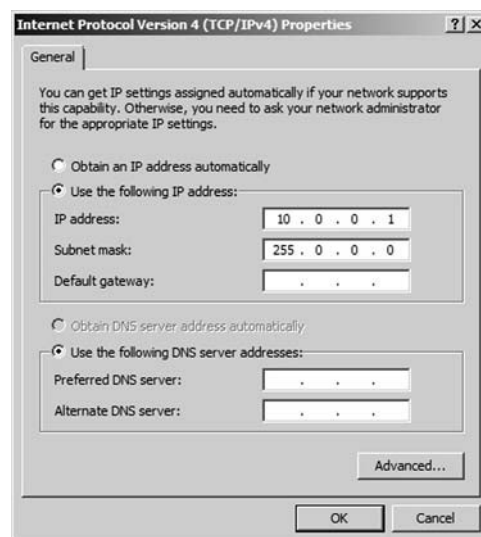 Internet Protocol Version 4 (TCP/IPv4) Properties
General
You can get IP settings assigned automatically if your network supports
this capability. Otherwise, you need to ask your network administrator
for the appropriate IP settings.
Obtain an IP address automatically
Use the following IP address:
IP address: 10 . 0 . 0 . 1
Subnet mask: 255 . 0 . 0 . 0
Default gateway: . . .
Obtain DNS server address automatically
Use the following DNS server addresses:
Preferred DNS server: . . .
Alternate DNS server: . . .
Advanced...
OK Cancel